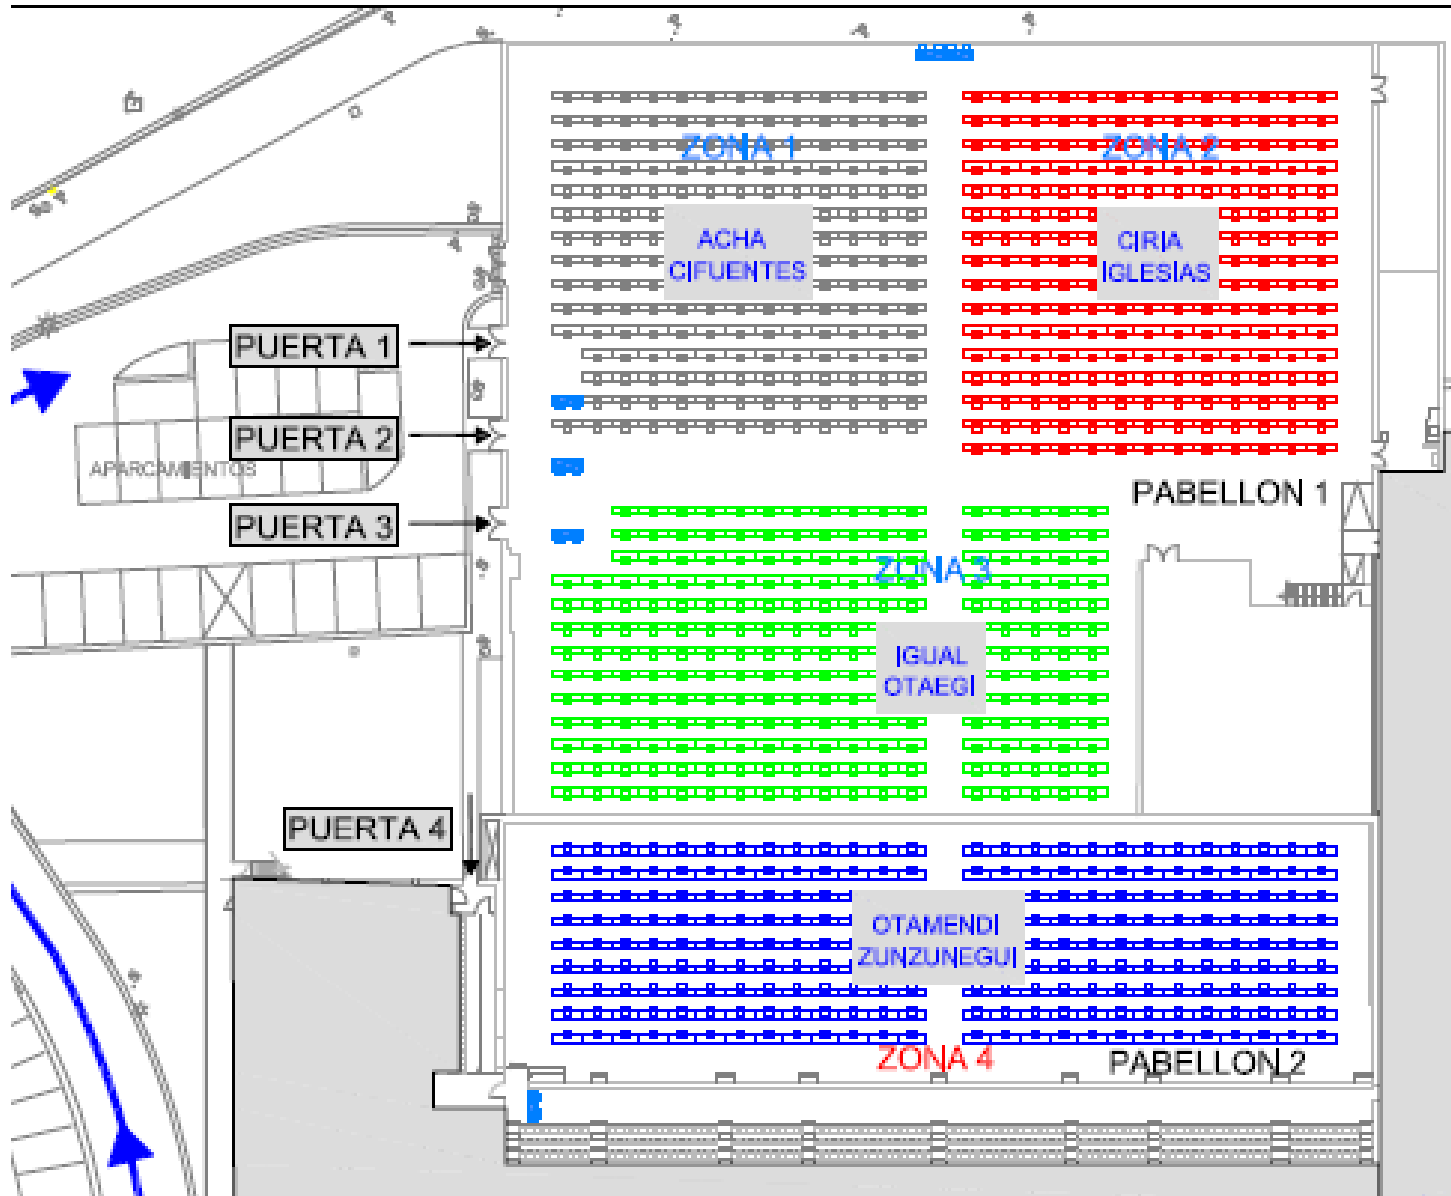 ZONA 1
ZONA 2
ACHA
CIFUENTES
CIRIA
IGLESIAS
PUERTA 1
PUERTA 2
APARCAMIENTOS
PUERTA 3
PABELLON 1
ZONA 3
IGUAL
OTAEGI
PUERTA 4
OTAMENDI
ZUNZUNEGUI
ZONA 4
PABELLON 2